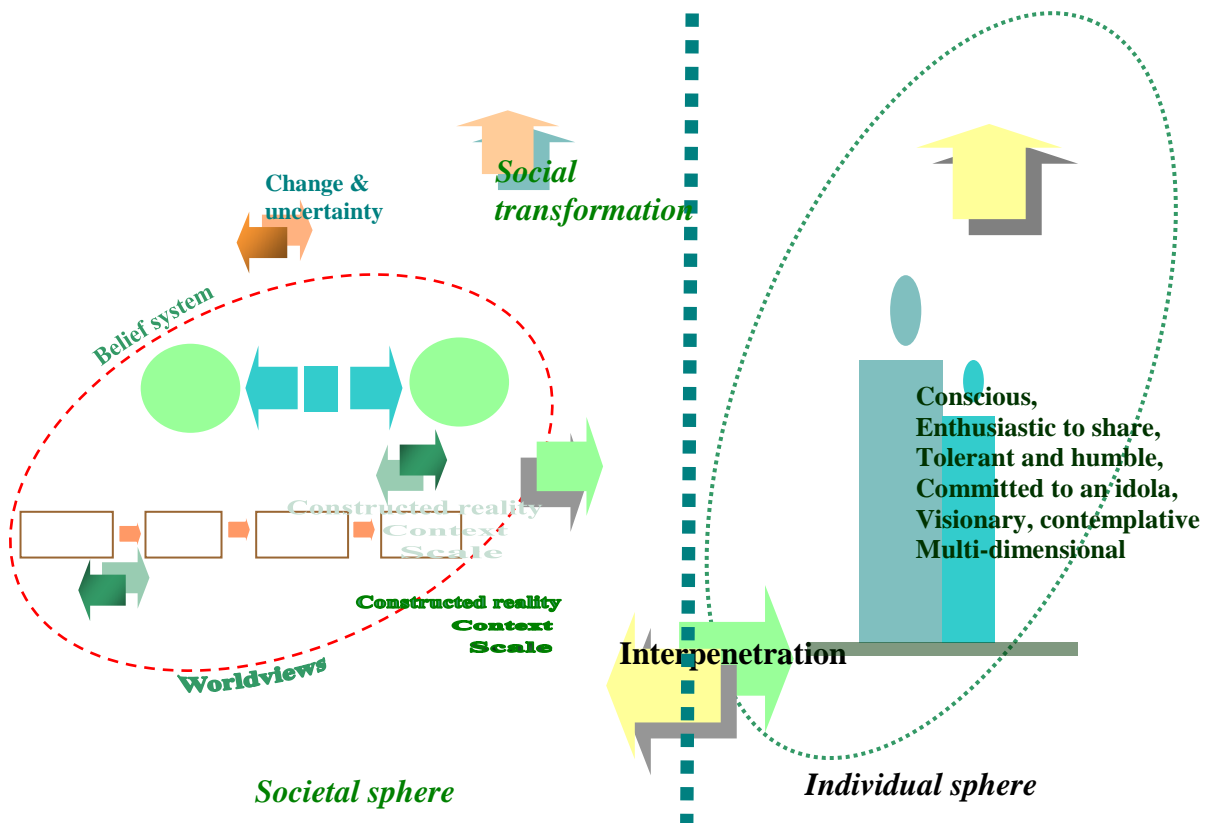 Change &
uncertainty
Social
transformation
Belief system
Constructed reality
Context
Scale
Constructed reality
Context
Scale
Worldviews
Societal sphere
Interpenetration
Conscious,
Enthusiastic to share,
Tolerant and humble,
Committed to an idola,
Visionary, contemplative
Multi-dimensional
Individual sphere